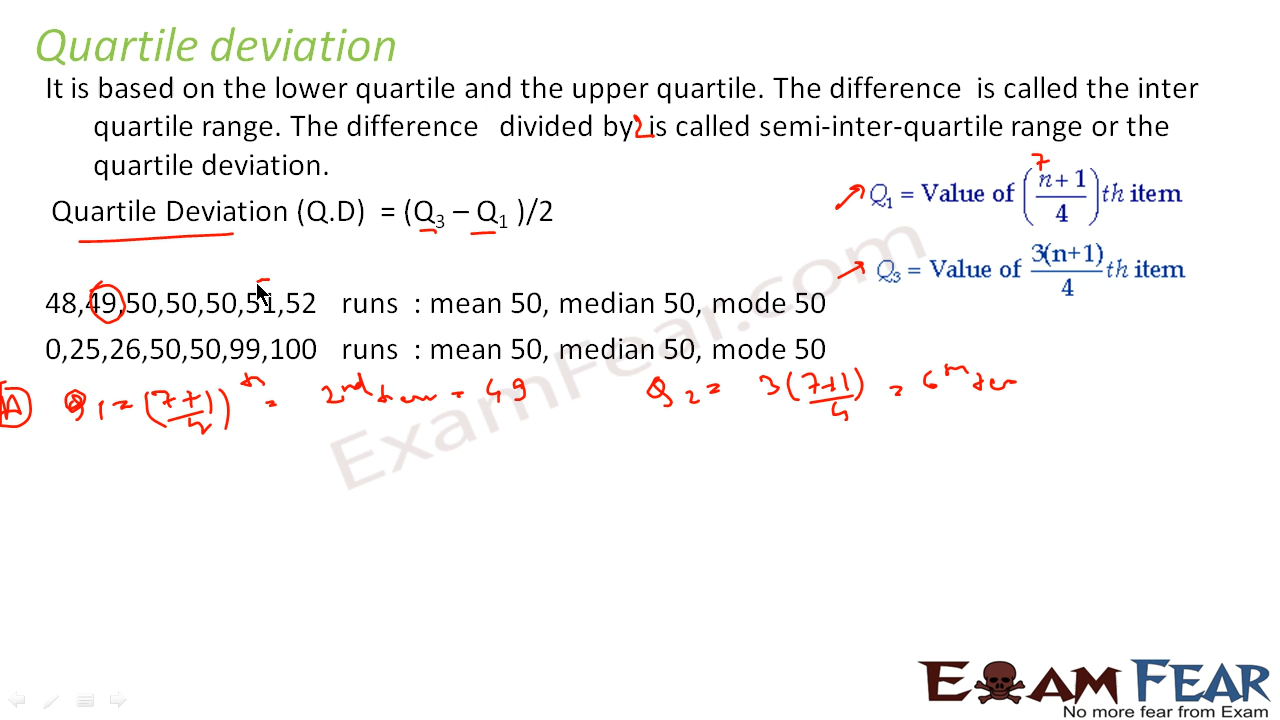 Quartile deviation
It is based on the lower quartile and the upper quartile. The difference is called the inter
quartile range. The difference divided by 2 is called semi-inter-quartile range or the
quartile deviation.
7
Q1 = Value of (n+1/4)th item
Quartile Deviation (Q.D) = (Q3 – Q1 )/2
Q3 = Value of 3(n+1)/4 th item
48,49,50,50,50,51,52 runs : mean 50, median 50, mode 50
0,25,26,50,50,99,100 runs : mean 50, median 50, mode 50
A Q1 = (7+1/4)th = 2nd term = 49 Q2 = 3(7+1/4) = 6th term
ExamFear.com
EXAM FEAR
No more fear from Exam